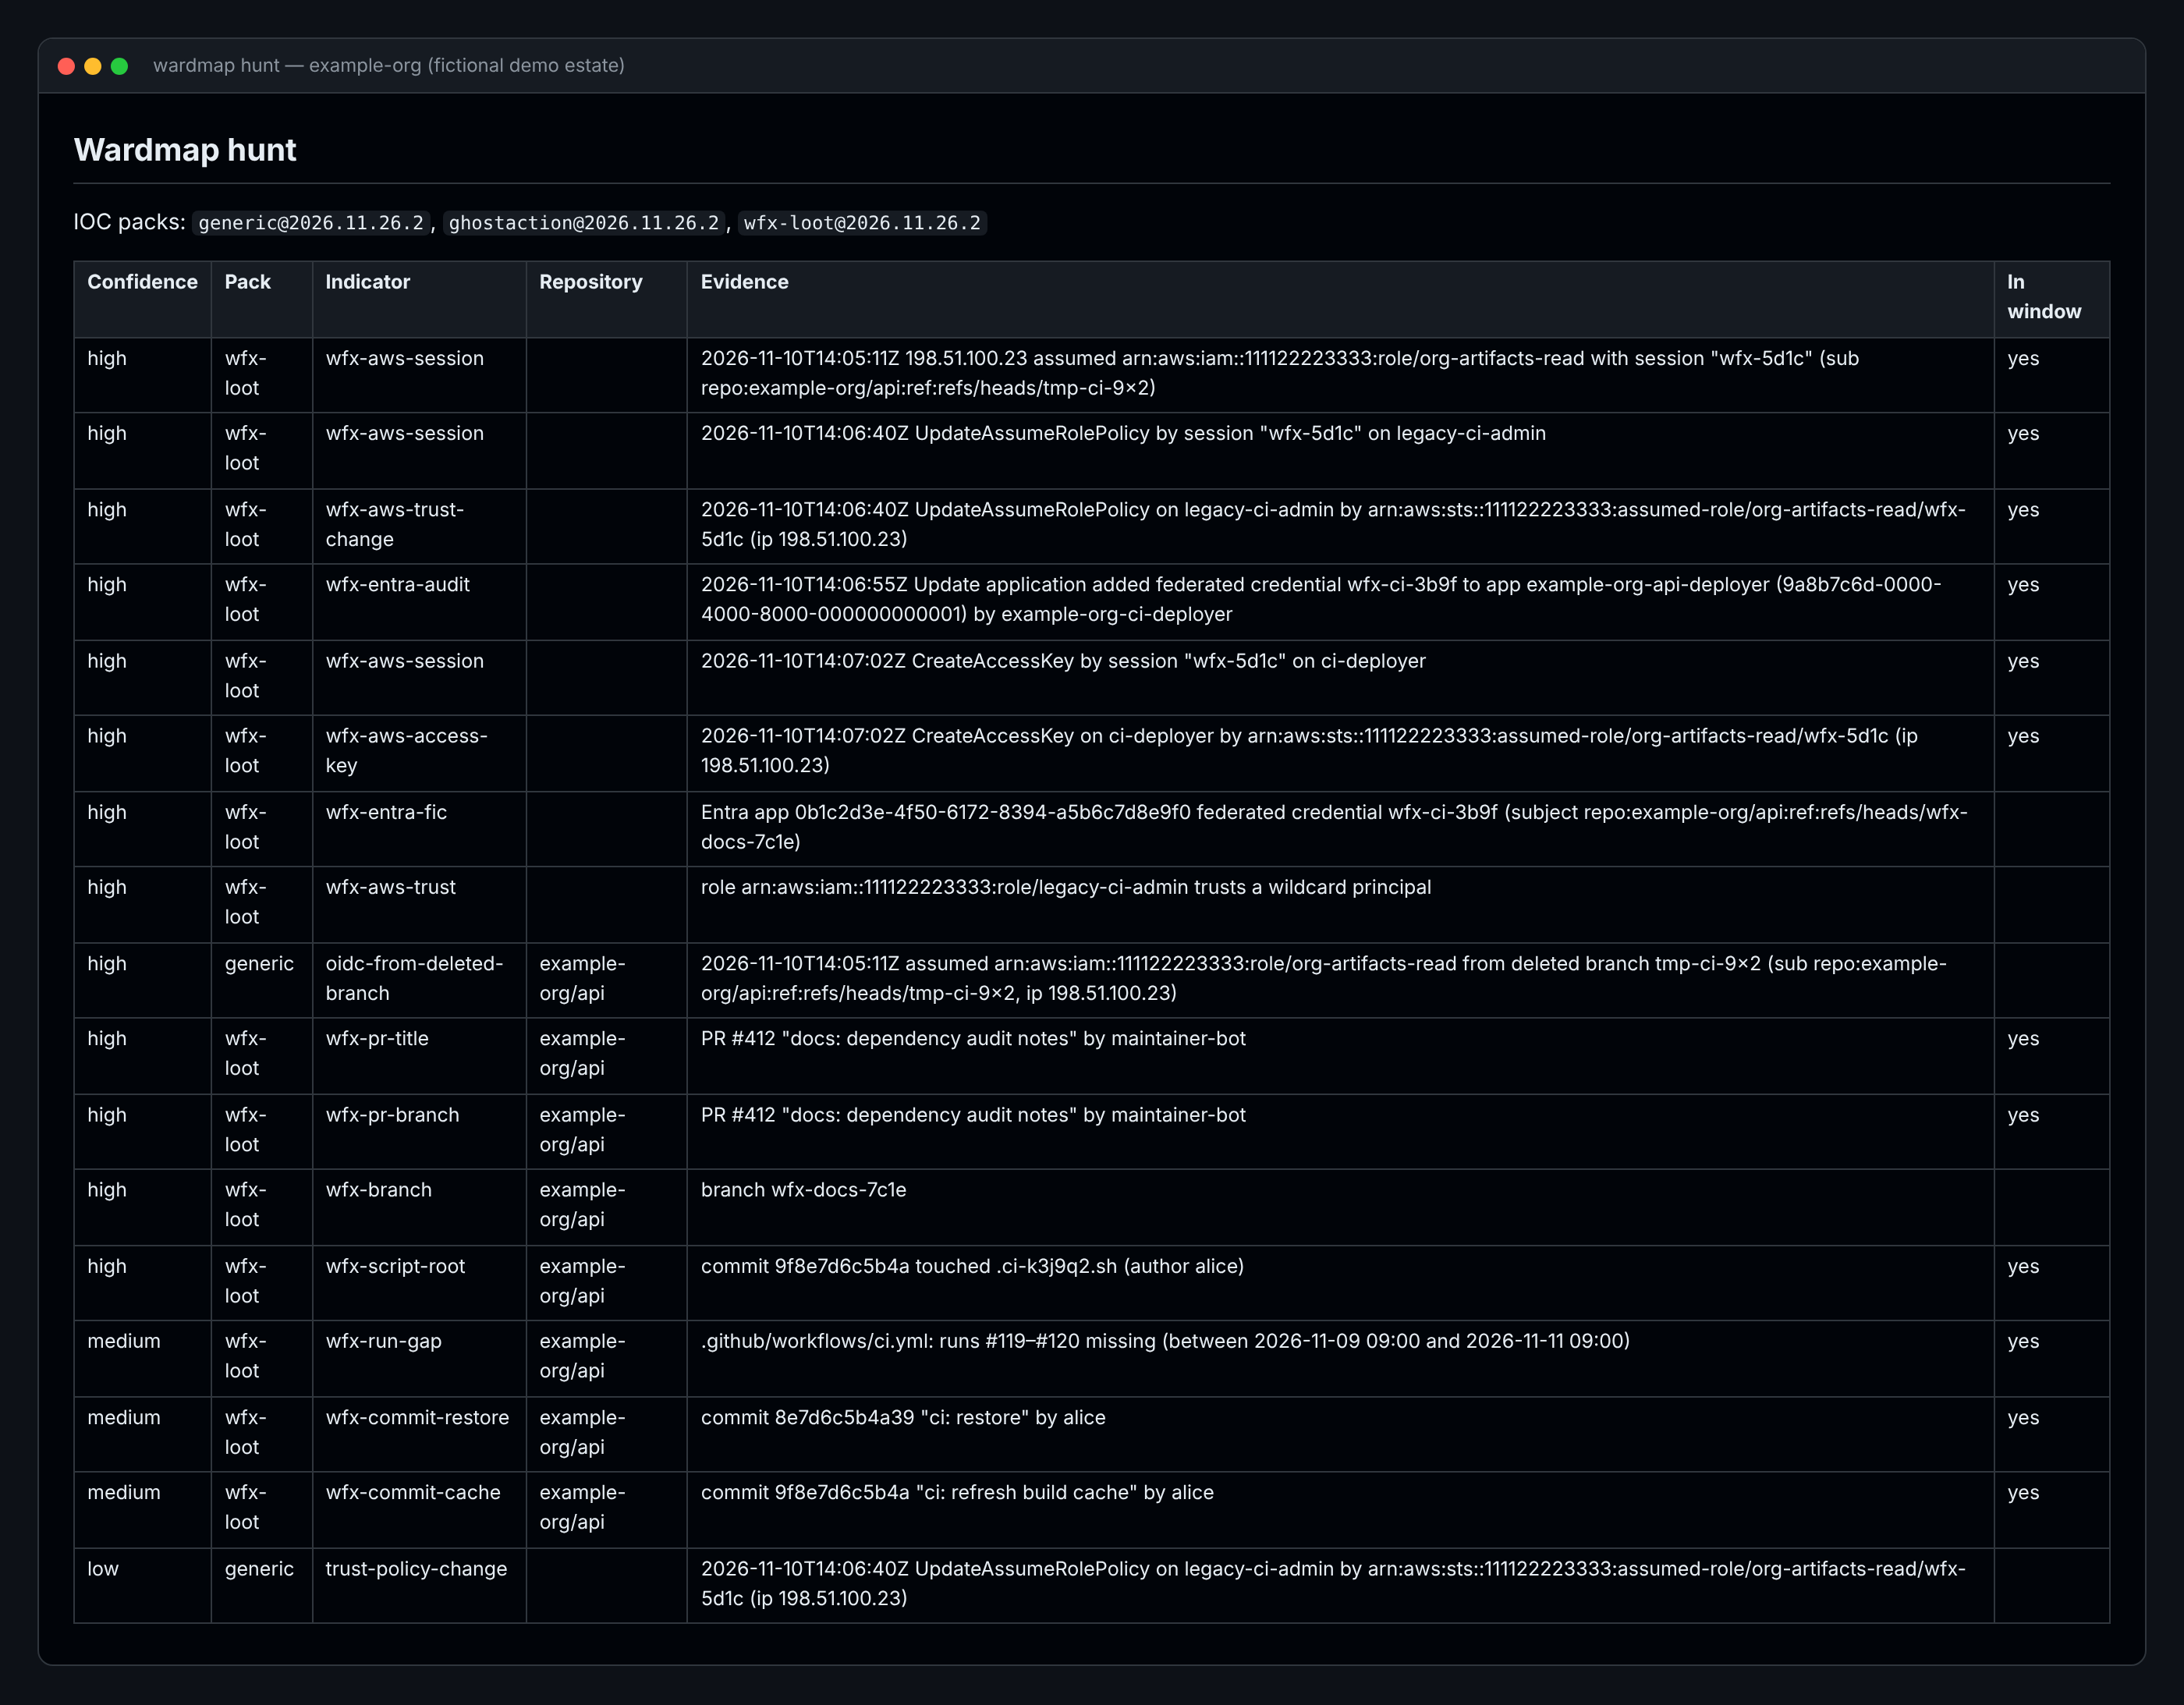 wardmap hunt — example-org (fictional demo estate)
Wardmap hunt
IOC packs: generic@2026.11.26.2, ghostaction@2026.11.26.2, wfx-loot@2026.11.26.2
Confidence Pack Indicator Repository Evidence In window
high wfx-loot wfx-aws-session 2026-11-10T14:05:11Z 198.51.100.23 assumed arn:aws:iam::111122223333:role/org-artifacts-read with session "wfx-5d1c" (sub repo:example-org/api:ref:refs/heads/tmp-ci-9×2) yes
high wfx-loot wfx-aws-session 2026-11-10T14:06:40Z UpdateAssumeRolePolicy by session "wfx-5d1c" on legacy-ci-admin yes
high wfx-loot wfx-aws-trust-change 2026-11-10T14:06:40Z UpdateAssumeRolePolicy on legacy-ci-admin by arn:aws:sts::111122223333:assumed-role/org-artifacts-read/wfx-5d1c (ip 198.51.100.23) yes
high wfx-loot wfx-entra-audit 2026-11-10T14:06:55Z Update application added federated credential wfx-ci-3b9f to app example-org-api-deployer (9a8b7c6d-0000-4000-8000-000000000001) by example-org-ci-deployer yes
high wfx-loot wfx-aws-session 2026-11-10T14:07:02Z CreateAccessKey by session "wfx-5d1c" on ci-deployer yes
high wfx-loot wfx-aws-access-key 2026-11-10T14:07:02Z CreateAccessKey on ci-deployer by arn:aws:sts::111122223333:assumed-role/org-artifacts-read/wfx-5d1c (ip 198.51.100.23) yes
high wfx-loot wfx-entra-fic Entra app 0b1c2d3e-4f50-6172-8394-a5b6c7d8e9f0 federated credential wfx-ci-3b9f (subject repo:example-org/api:ref:refs/heads/wfx-docs-7c1e)
high wfx-loot wfx-aws-trust role arn:aws:iam::111122223333:role/legacy-ci-admin trusts a wildcard principal
high generic oidc-from-deleted-branch example-org/api 2026-11-10T14:05:11Z assumed arn:aws:iam::111122223333:role/org-artifacts-read from deleted branch tmp-ci-9×2 (sub repo:example-org/api:ref:refs/heads/tmp-ci-9×2, ip 198.51.100.23)
high wfx-loot wfx-pr-title example-org/api PR #412 "docs: dependency audit notes" by maintainer-bot yes
high wfx-loot wfx-pr-branch example-org/api PR #412 "docs: dependency audit notes" by maintainer-bot yes
high wfx-loot wfx-branch example-org/api branch wfx-docs-7c1e
high wfx-loot wfx-script-root example-org/api commit 9f8e7d6c5b4a touched .ci-k3j9q2.sh (author alice) yes
medium wfx-loot wfx-run-gap example-org/api .github/workflows/ci.yml: runs #119–#120 missing (between 2026-11-09 09:00 and 2026-11-11 09:00) yes
medium wfx-loot wfx-commit-restore example-org/api commit 8e7d6c5b4a39 "ci: restore" by alice yes
medium wfx-loot wfx-commit-cache example-org/api commit 9f8e7d6c5b4a "ci: refresh build cache" by alice yes
low generic trust-policy-change 2026-11-10T14:06:40Z UpdateAssumeRolePolicy on legacy-ci-admin by arn:aws:sts::111122223333:assumed-role/org-artifacts-read/wfx-5d1c (ip 198.51.100.23)